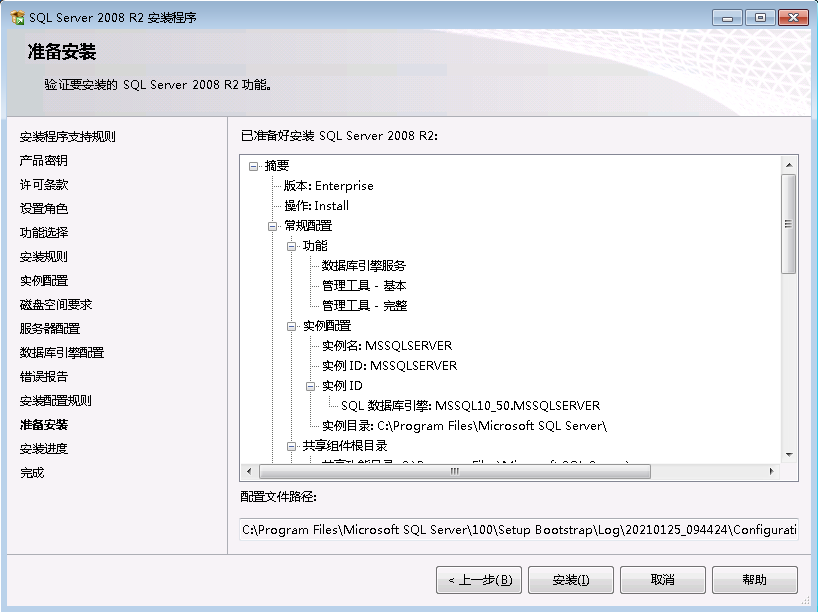 SQL Server 2008 R2 安装程序
准备安装
验证要安装的 SQL Server 2008 R2 功能。
安装程序支持规则
产品密钥
许可条款
设置角色
功能选择
安装规则
实例配置
磁盘空间要求
服务器配置
数据库引擎配置
错误报告
安装配置规则
准备安装
安装进度
完成
已准备好安装 SQL Server 2008 R2:
摘要
版本: Enterprise
操作: Install
常规配置
功能
数据库引擎服务
管理工具 - 基本
管理工具 - 完整
实例配置
实例名: MSSQLSERVER
实例 ID: MSSQLSERVER
实例 ID
SQL 数据库引擎: MSSQL10_50.MSSQLSERVER
实例目录: C:\Program Files\Microsoft SQL Server\
共享组件根目录
配置文件路径:
C:\Program Files\Microsoft SQL Server\100\Setup Bootstrap\Log\20210125_094424\Configurati
< 上一步(B) 安装(I) 取消 帮助